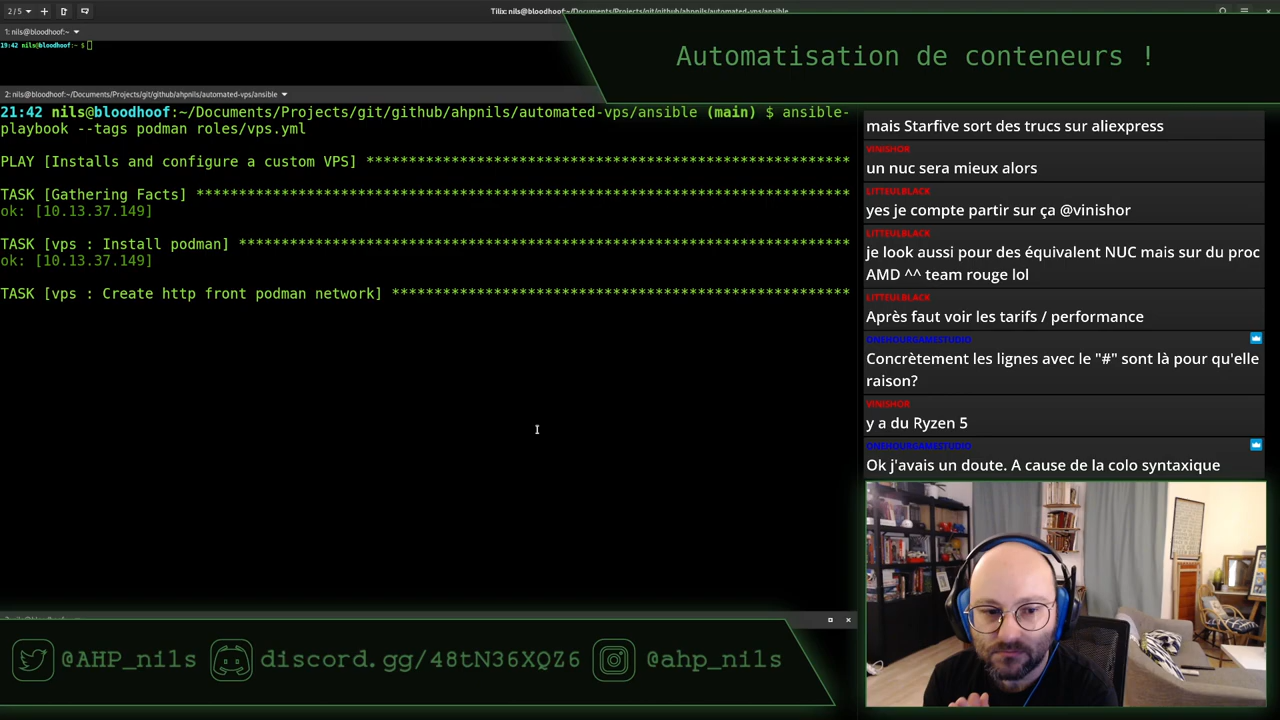 2/5
Tilix: nils@bloodhoof:~/Documents/Projects/git/github/ahpnils/automated-vps/ansible
1: nils@bloodhoof:~
19:42 nils@bloodhoof:~ $
2: nils@bloodhoof:~/Documents/Projects/git/github/ahpnils/automated-vps/ansible
21:42 nils@bloodhoof:~/Documents/Projects/git/github/ahpnils/automated-vps/ansible (main) $ ansible-
playbook --tags podman roles/vps.yml
PLAY [Installs and configure a custom VPS] *********************************************************
TASK [Gathering Facts] *****************************************************************************
ok: [10.13.37.149]
TASK [vps : Install podman] ************************************************************************
ok: [10.13.37.149]
TASK [vps : Create http front podman network] ******************************************************
Automatisation de conteneurs !
mais Starfive sort des trucs sur aliexpress
VINISHOR
un nuc sera mieux alors
LITTEULBLACK
yes je compte partir sur ça @vinishor
LITTEULBLACK
je look aussi pour des équivalent NUC mais sur du proc
AMD ^^ team rouge lol
LITTEULBLACK
Après faut voir les tarifs / performance
ONEHOURGAMESTUDIO
Concrètement les lignes avec le "#" sont là pour qu'elle
raison?
VINISHOR
y a du Ryzen 5
ONEHOURGAMESTUDIO
Ok j'avais un doute. A cause de la colo syntaxique
@AHP_nils
discord.gg/48tN36XQZ6
@ahp_nils